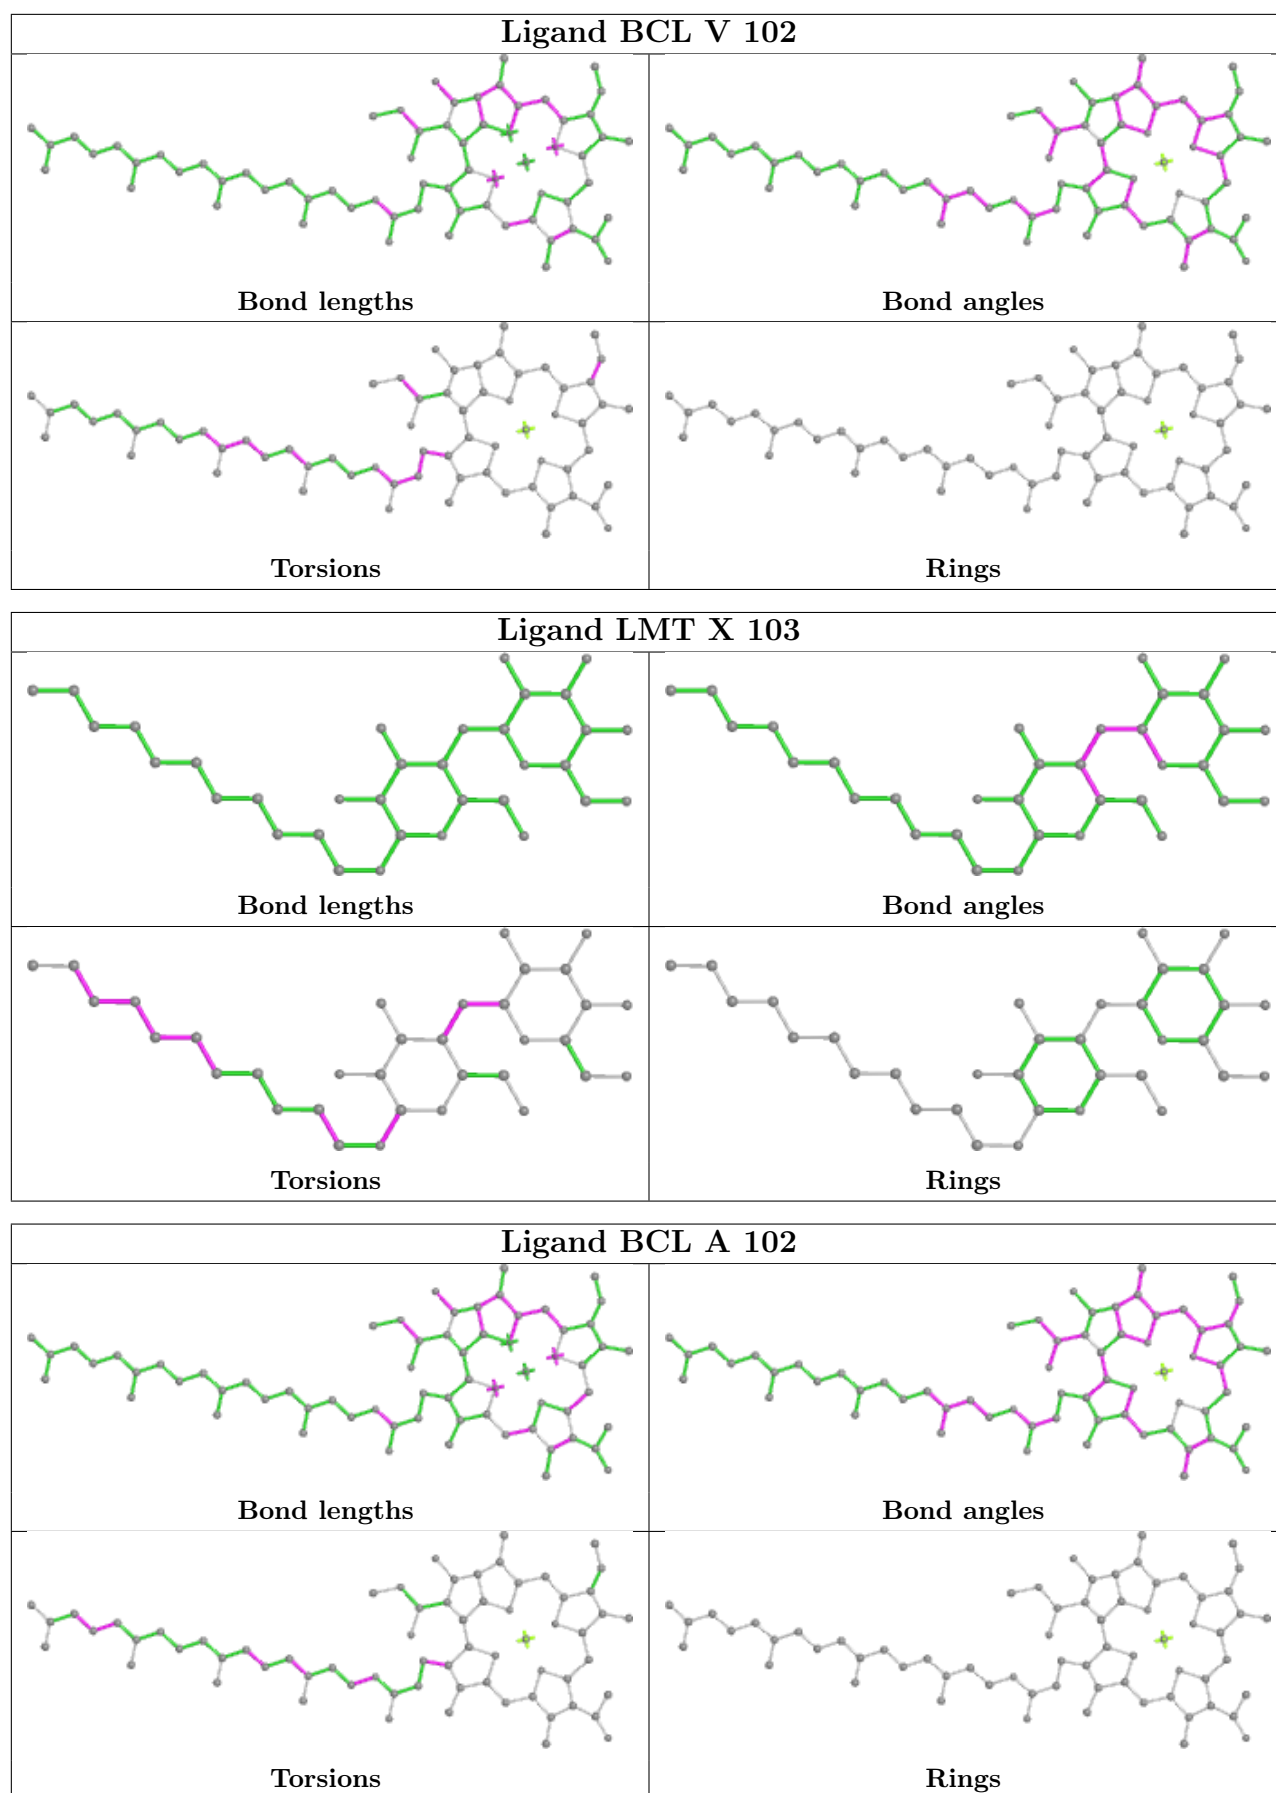 Ligand BCL V 102
Bond lengths
Bond angles
Torsions
Rings
Ligand LMT X 103
Bond lengths
Bond angles
Torsions
Rings
Ligand BCL A 102
Bond lengths
Bond angles
Torsions
Rings